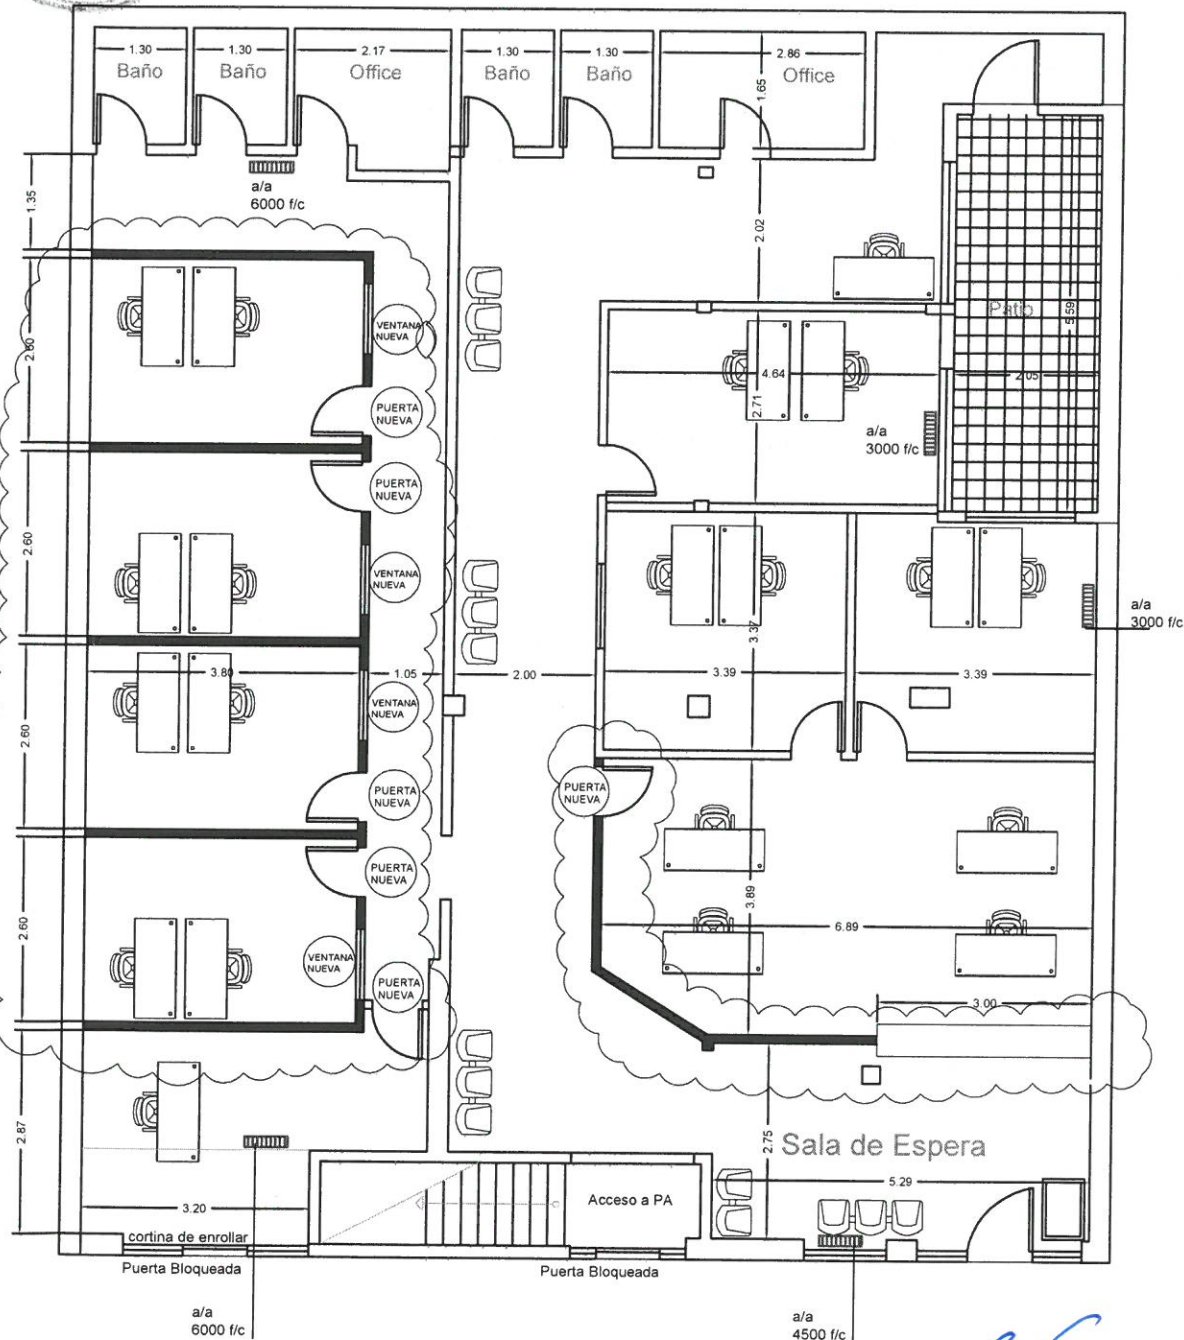 1.30
1.30
2.17
1.30
1.30
2.86
Baño
Baño
Office
Baño
Baño
Office
1.65
a/a
6000 f/c
1.35
2.02
VENTANA
NUEVA
Patio
5.59
2.60
4.64
2.05
2.71
PUERTA
NUEVA
a/a
3000 f/c
PUERTA
NUEVA
2.60
VENTANA
NUEVA
a/a
3000 f/c
3.37
3.80
1.05
2.00
3.39
3.39
VENTANA
NUEVA
2.60
PUERTA
NUEVA
PUERTA
NUEVA
PUERTA
NUEVA
3.89
2.60
6.89
VENTANA
NUEVA
PUERTA
NUEVA
3.00
2.87
2.75
Sala de Espera
5.29
Acceso a PA
3.20
cortina de enrollar
Puerta Bloqueada
Puerta Bloqueada
a/a
6000 f/c
a/a
4500 f/c